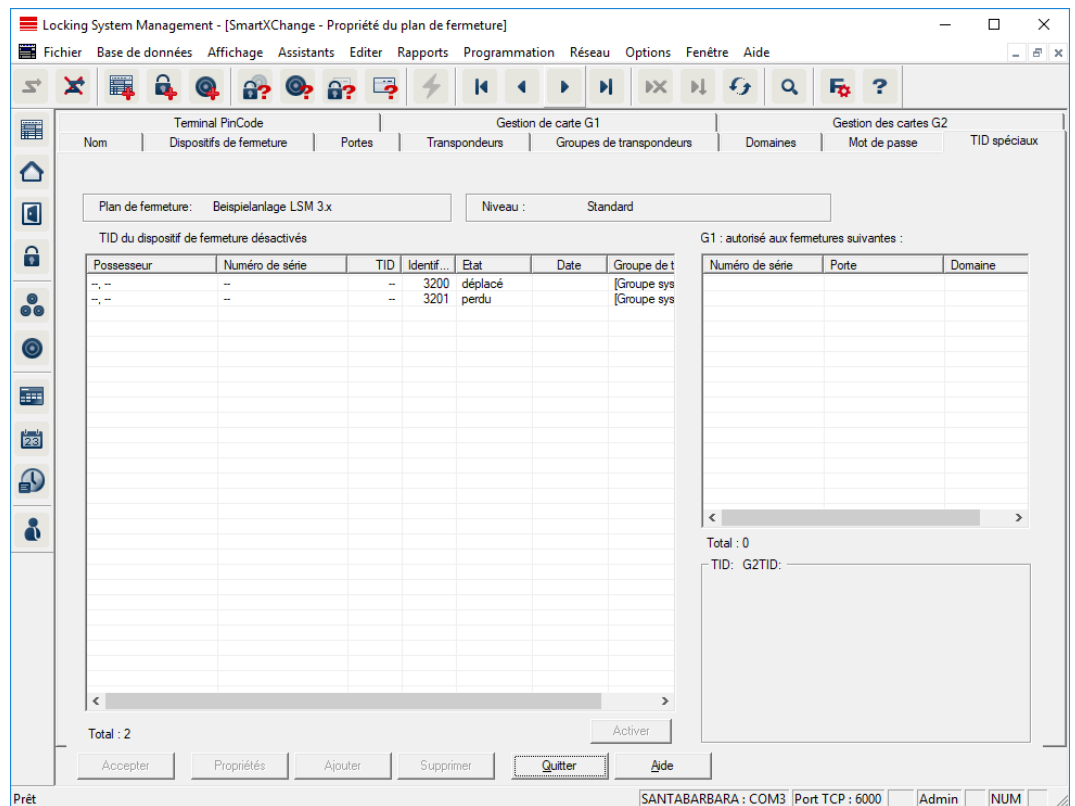 Locking System Management - [SmartXChange - Propriété du plan de fermeture]
Fichier Base de données Affichage Assistants Editer Rapports Programmation Réseau Options Fenêtre Aide
Terminal PinCode Gestion de carte G1 Gestion des cartes G2
Nom Dispositifs de fermeture Portes Transpondeurs Groupes de transpondeurs Domaines Mot de passe TID spéciaux
Plan de fermeture: Beispielanlage LSM 3.x Niveau : Standard
TID du dispositif de fermeture désactivés G1 : autorisé aux fermetures suivantes :
Possesseur Numéro de série TID Identif... Etat Date Groupe de t Numéro de série Porte Domaine
--, -- -- -- 3200 déplacé [Groupe sys
--, -- -- -- 3201 perdu [Groupe sys
23
Total : 0
TID: G2TID:
Activer
Total : 2
Accepter Propriétés Ajouter Supprimer Quitter Aide
Prêt SANTABARBARA : COM3 Port TCP : 6000 Admin NUM